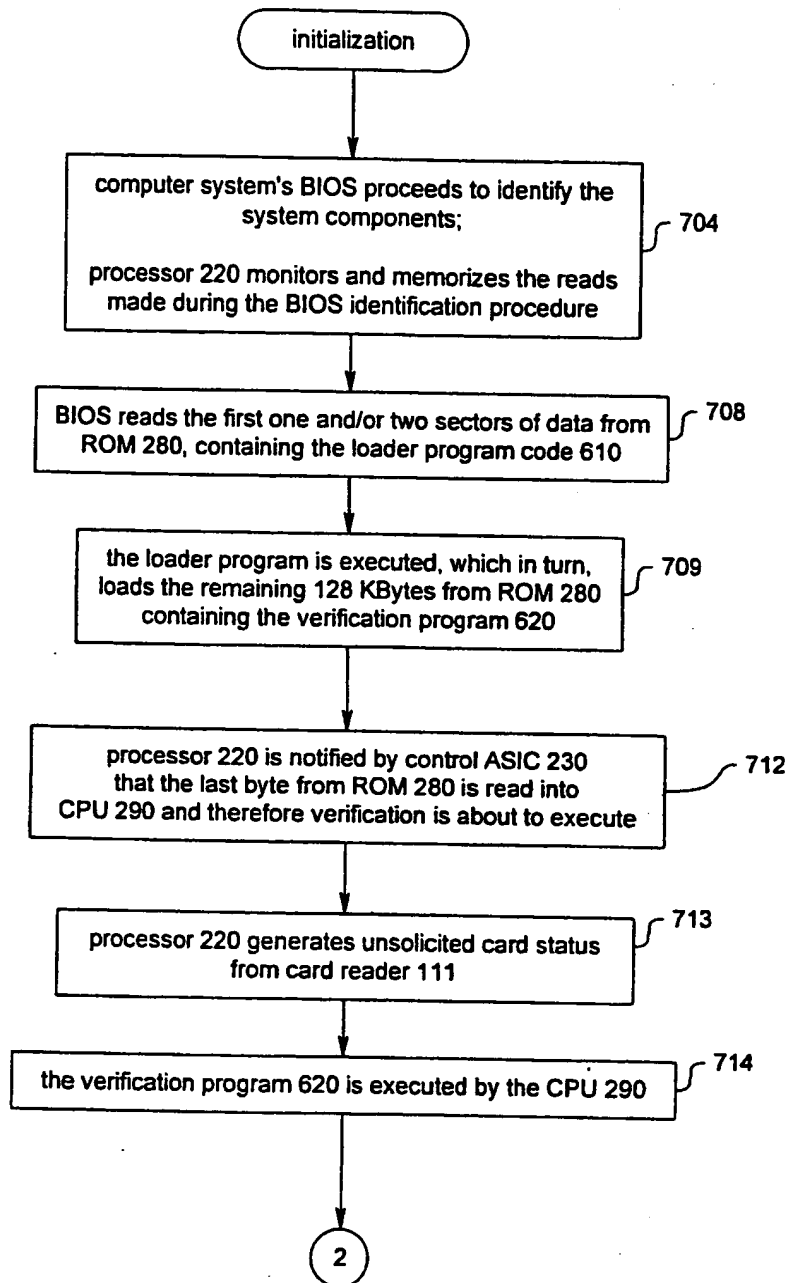 initialization
computer system's BIOS proceeds to identify the
system components;
processor 220 monitors and memorizes the reads
made during the BIOS identification procedure
704
BIOS reads the first one and/or two sectors of data from
ROM 280, containing the loader program code 610
708
the loader program is executed, which in turn,
loads the remaining 128 KBytes from ROM 280
containing the verification program 620
709
processor 220 is notified by control ASIC 230
that the last byte from ROM 280 is read into
CPU 290 and therefore verification is about to execute
712
processor 220 generates unsolicited card status
from card reader 111
713
the verification program 620 is executed by the CPU 290
714
2